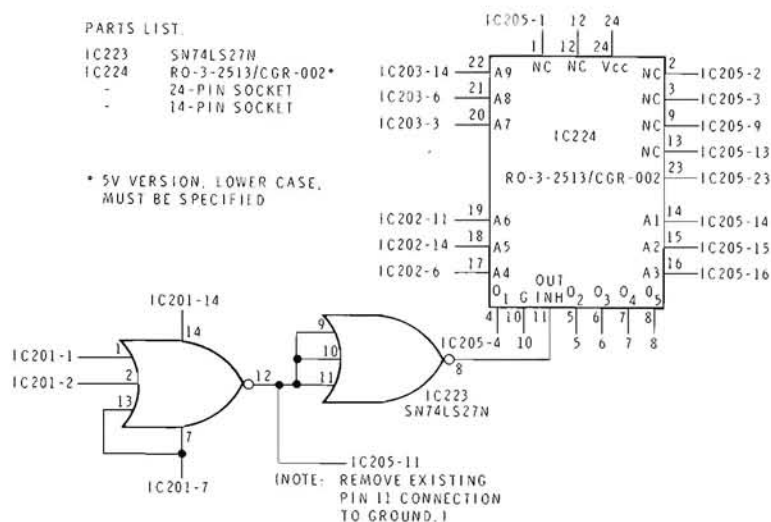 PARTS LIST.
IC223 SN74LS27N
IC224 RO-3-2513/CGR-002*
- 24-PIN SOCKET
- 14-PIN SOCKET
* 5V VERSION, LOWER CASE,
MUST BE SPECIFIED
IC205-1 12 24
1 12 24
NC NC Vcc
IC203-14 22 A9
IC203-6 21 A8
IC203-3 20 A7
NC 2 IC205-2
NC 3 IC205-3
NC 9 IC205-9
NC 13 IC205-13
23 IC205-23
IC224
RO-3-2513/CGR-002
IC202-11 19 A6
IC202-14 18 A5
IC202-6 17 A4
A1 14 IC205-14
A2 15 IC205-15
A3 16 IC205-16
OUT
O1 G INH O2 O3 O4 O5
4 10 11 5 6 7 8
IC205-4 10 5 6 7 8
IC201-14
14
IC201-1 1
IC201-2 2
13
12
7
IC201-7
9
10
11
8
IC223
SN74LS27N
IC205-11
(NOTE: REMOVE EXISTING
PIN 11 CONNECTION
TO GROUND.)